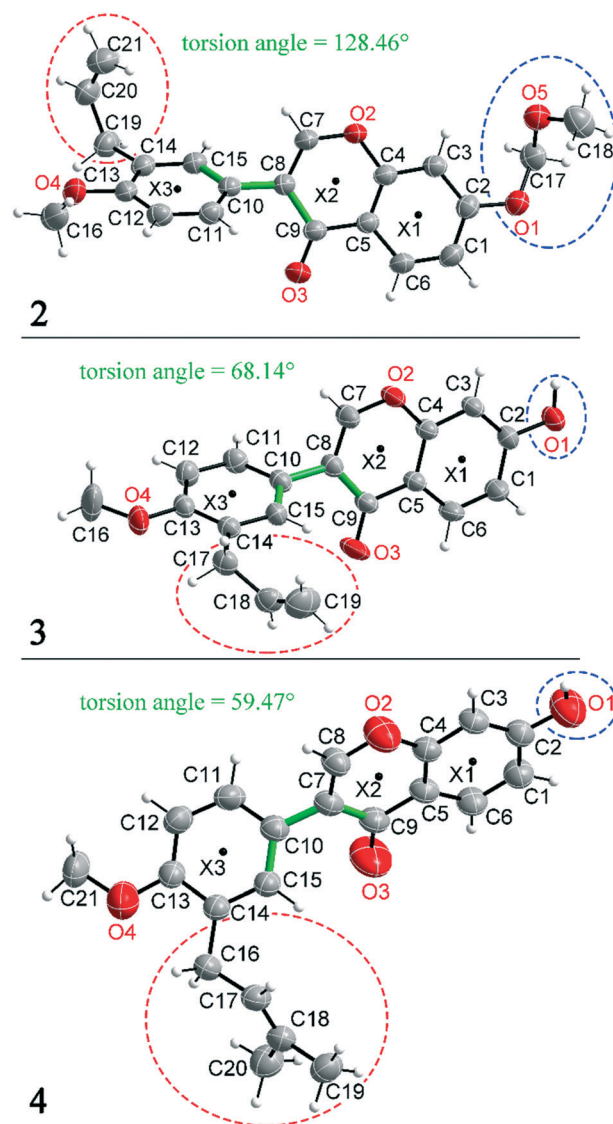 C21
torsion angle = 128.46°
C20
C7
O2
O5
C19
C18
C14
C15
C8
C4
C3
C17
O4
C13
X3
X2
C2
C12
C10
X1
C16
C11
C9
C5
O1
C1
C6
O3
2
torsion angle = 68.14°
O2
C3
C7
C4
C2
C11
C12
C8
O1
C10
X2
X1
O4
X3
C5
C1
C16
C13
C15
C9
C6
C14
O3
C17
C18
C19
3
torsion angle = 59.47°
O1
O2
C3
C8
C4
C2
C11
X1
C7
X2
C1
C12
C5
C6
C10
C9
X3
C13
C15
O3
C21
C14
O4
C16
C17
C18
C20
C19
4